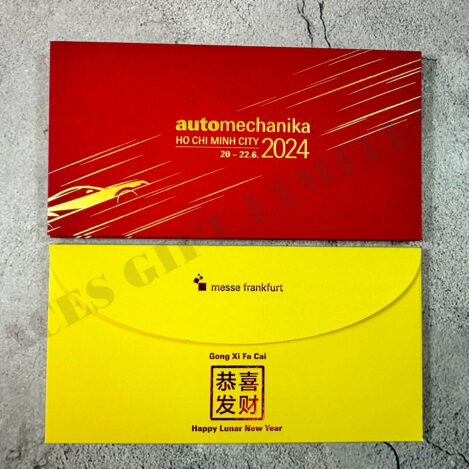 automechanika
HO CHI MINH CITY
20 – 22.6. 2024
messe frankfurt
Gong Xi Fa Cai
恭喜
发财
Happy Lunar New Year